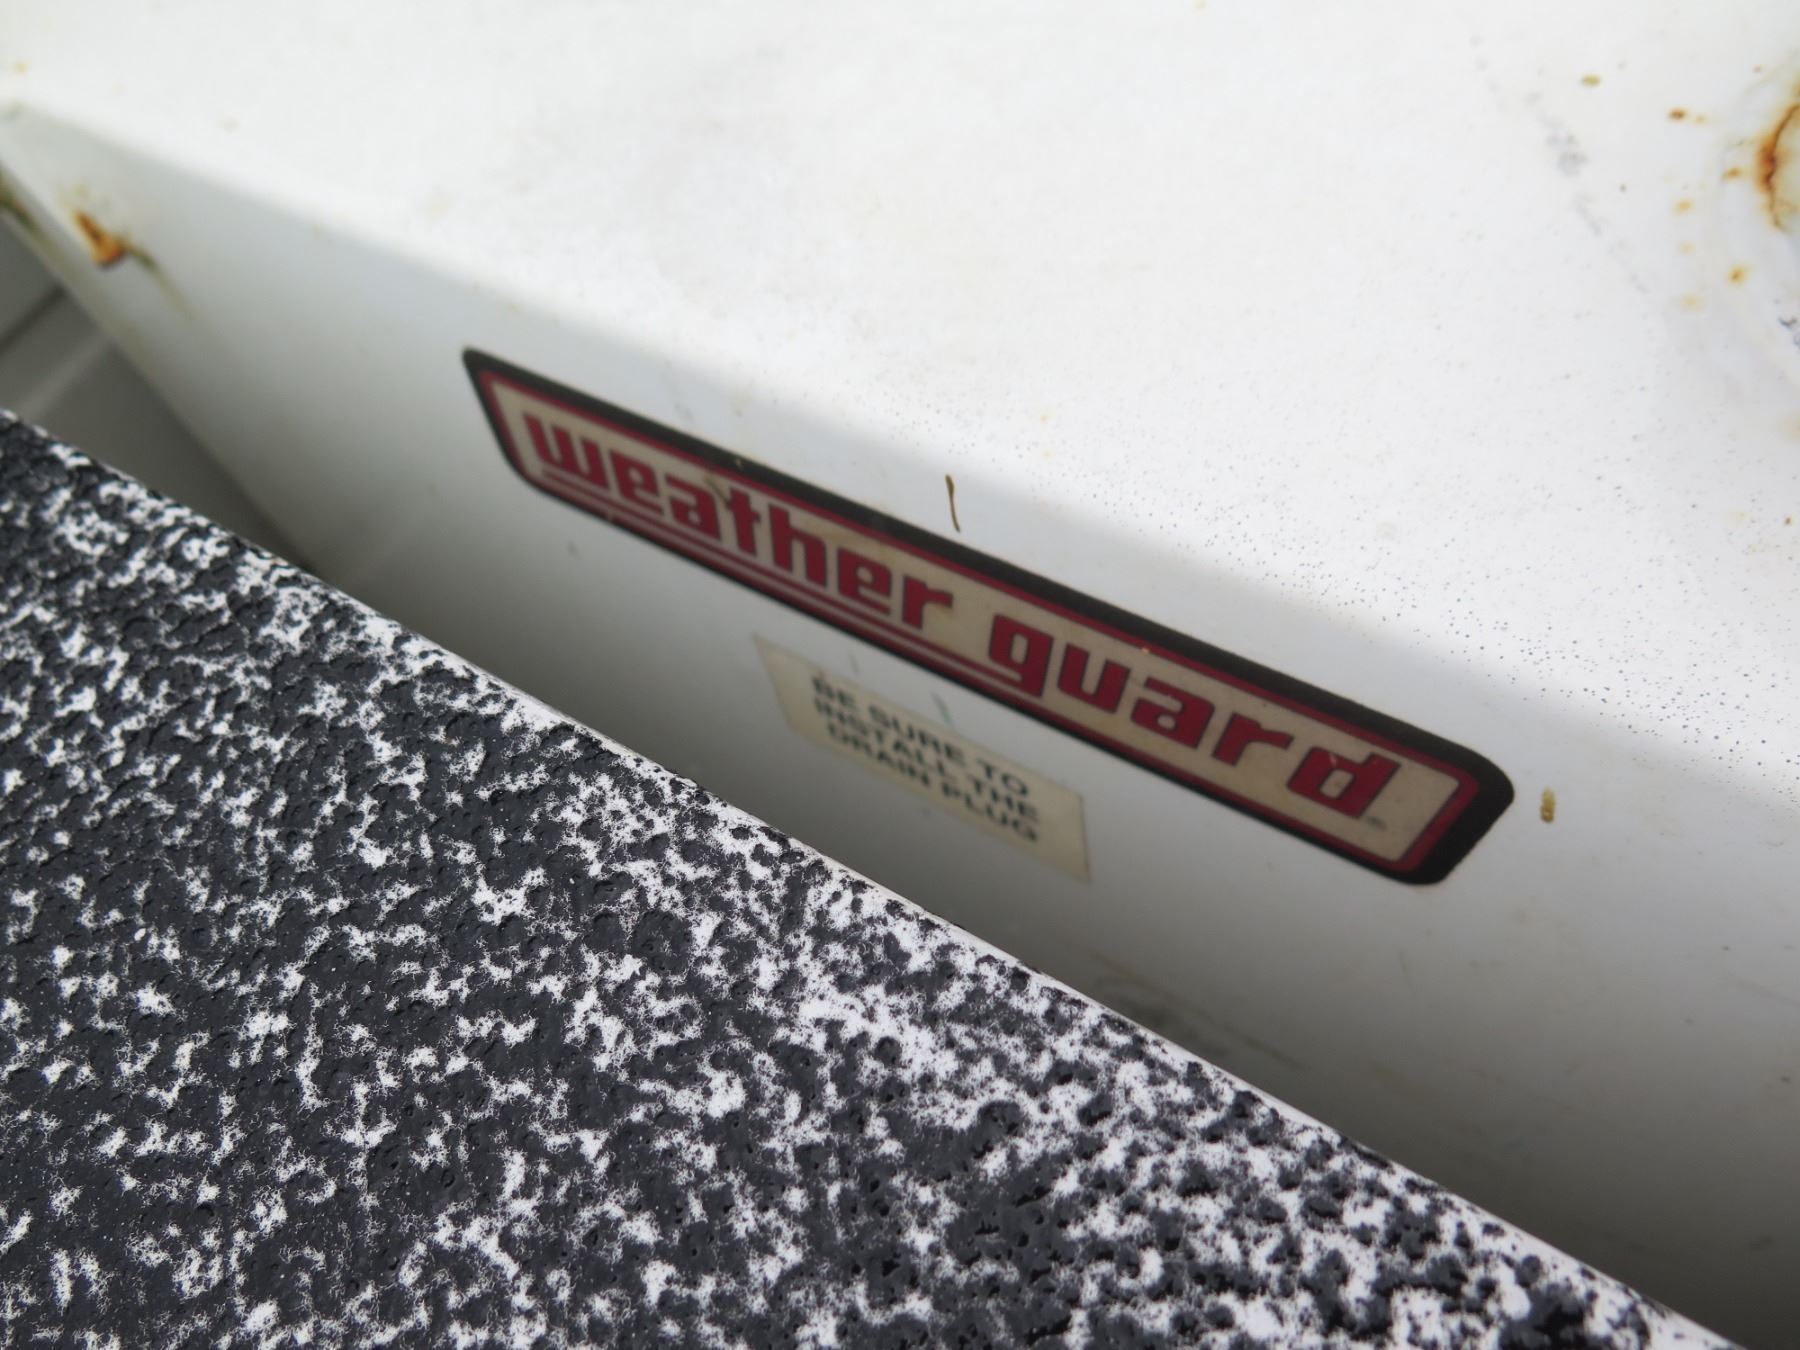 weather guard
BE SURE TO
INSTALL THE
DRAIN PLUG